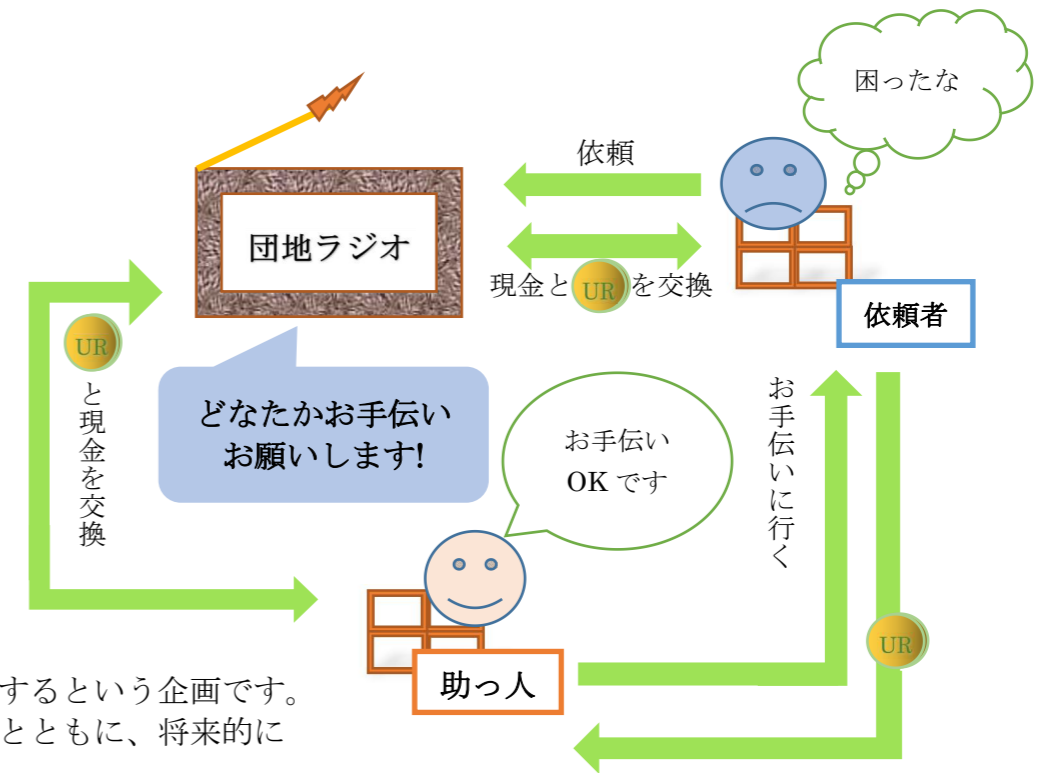 困ったな
依頼
団地ラジオ
現金と UR を交換
依頼者
UR
と現金を交換
どなたかお手伝い
お願いします!
お手伝い
OK です
お手伝いに行く
UR
助っ人
するという企画です。
とともに、将来的に